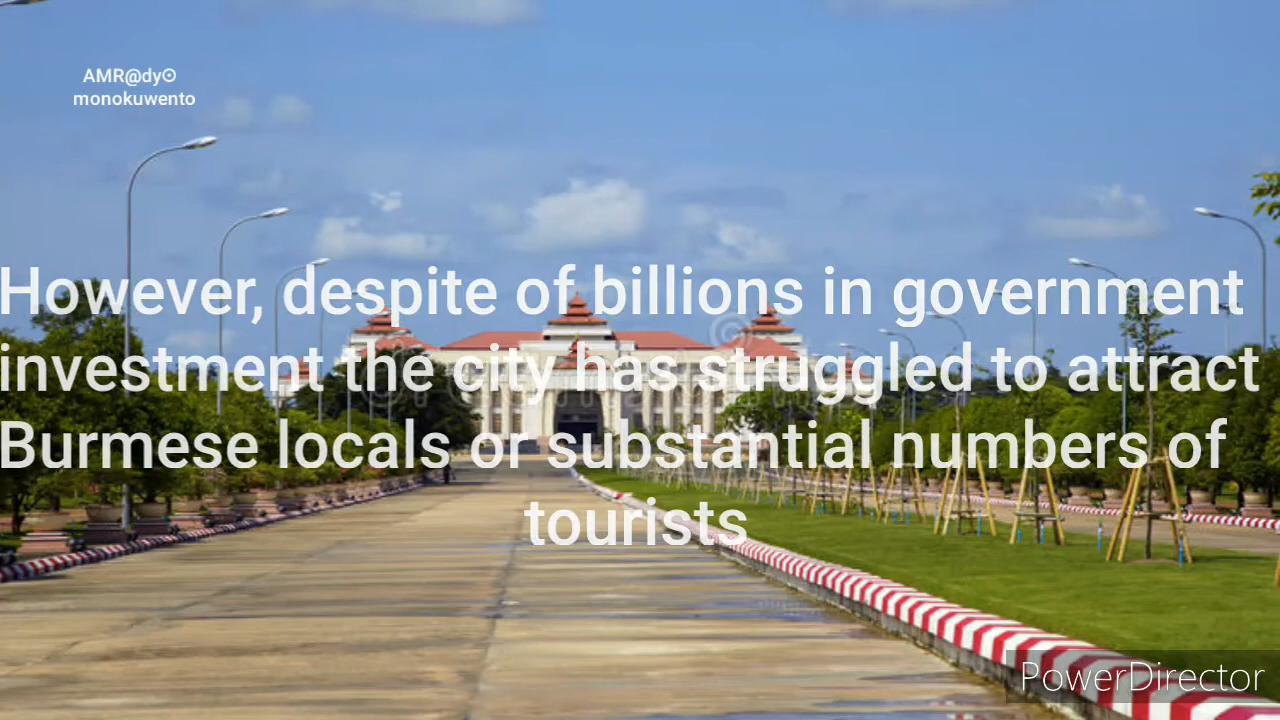 AMR@dy⊙
monokuwento
However, despite of billions in government
investment the city has struggled to attract
Burmese locals or substantial numbers of
tourists
PowerDirector